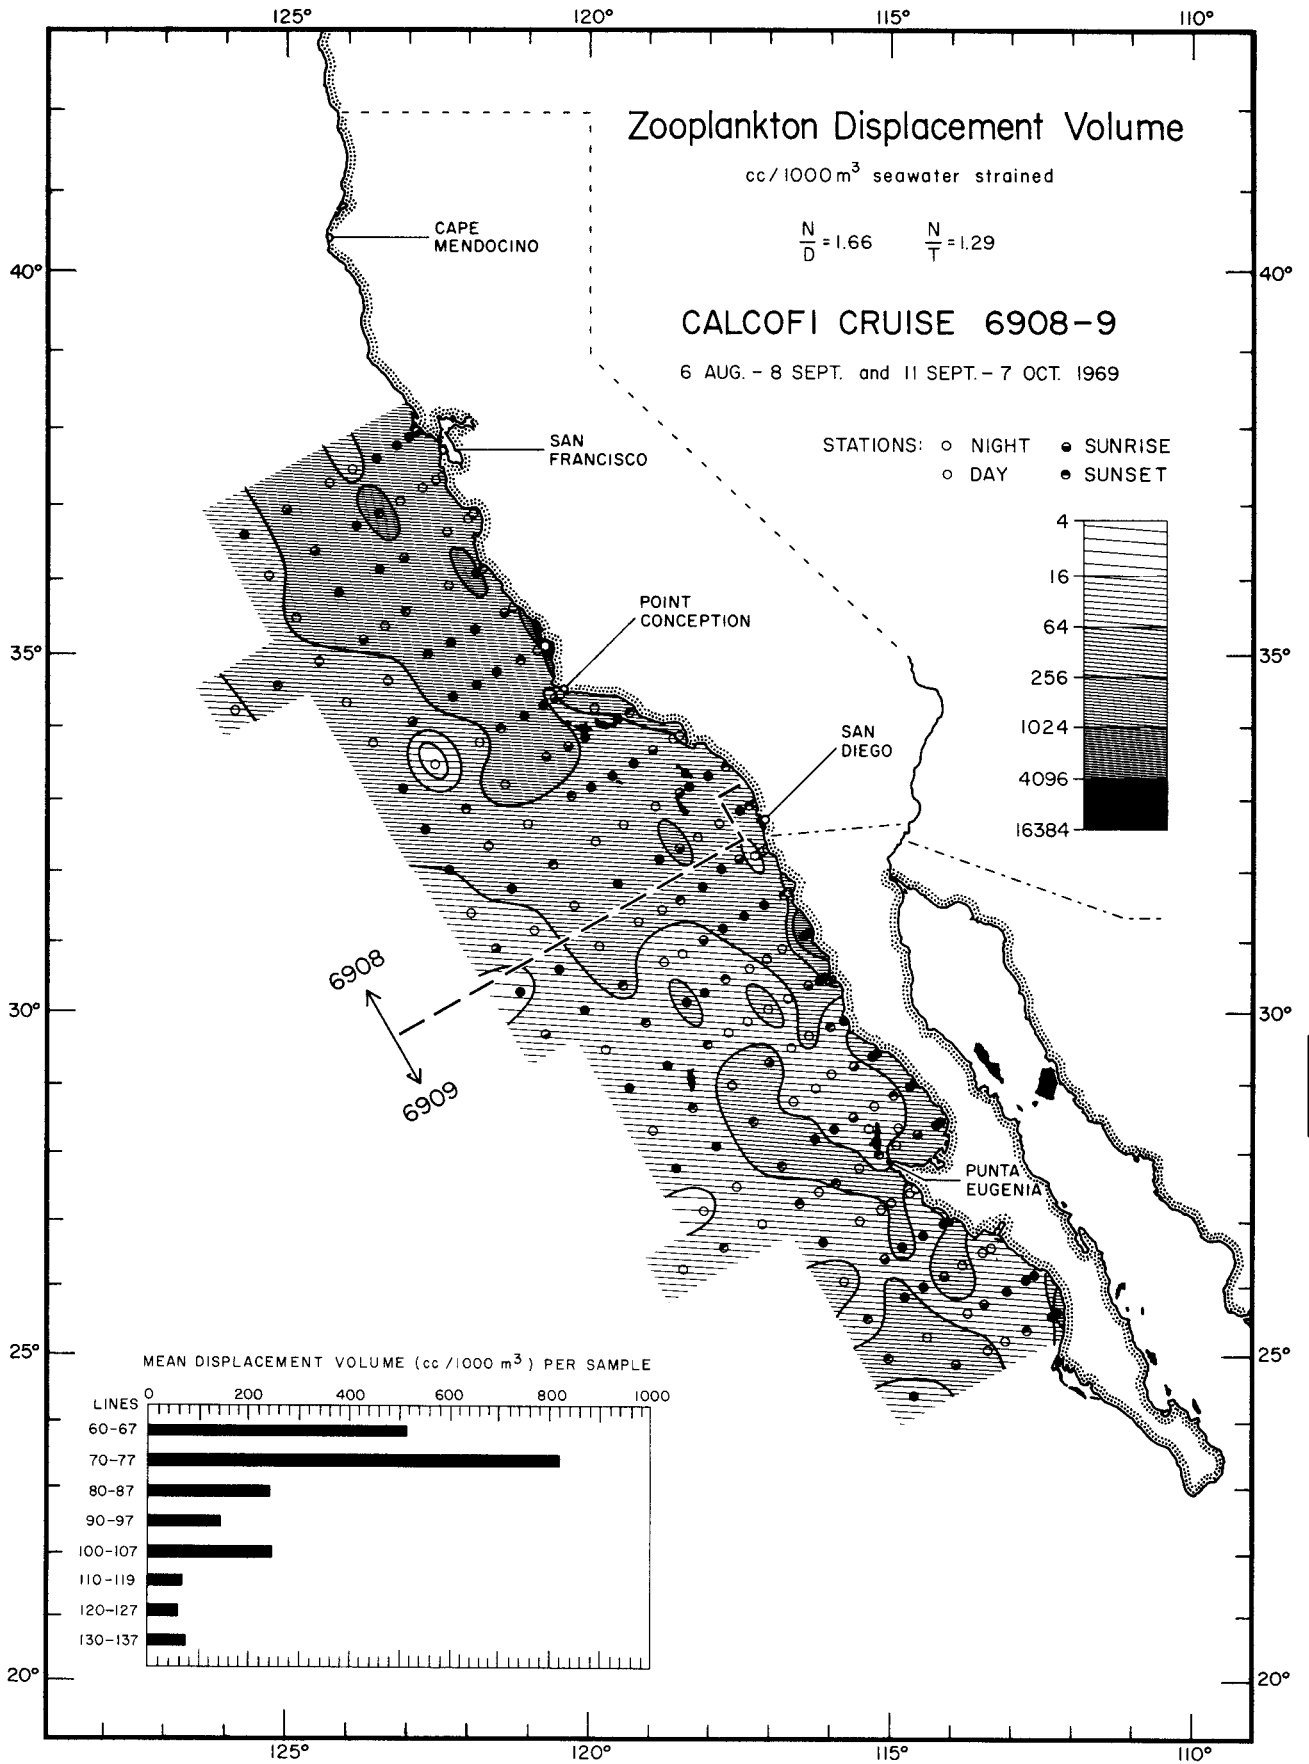 125° 120° 115° 110°
Zooplankton Displacement Volume
cc/1000m³ seawater strained
N/D = 1.66 N/T = 1.29
CAPE
MENDOCINO
40° 40°
CALCOFI CRUISE 6908-9
6 AUG. - 8 SEPT. and 11 SEPT. - 7 OCT. 1969
SAN
FRANCISCO
STATIONS: ○ NIGHT SUNRISE
○ DAY SUNSET
4
16
64
256
1024
4096
16384
POINT
CONCEPTION
35° 35°
SAN
DIEGO
6908
30° 30°
6909
PUNTA
EUGENIA
25° 25°
MEAN DISPLACEMENT VOLUME (cc/1000 m³) PER SAMPLE
0 200 400 600 800 1000
LINES
60-67
70-77
80-87
90-97
100-107
110-119
120-127
130-137
20° 20°
125° 120° 115° 110°